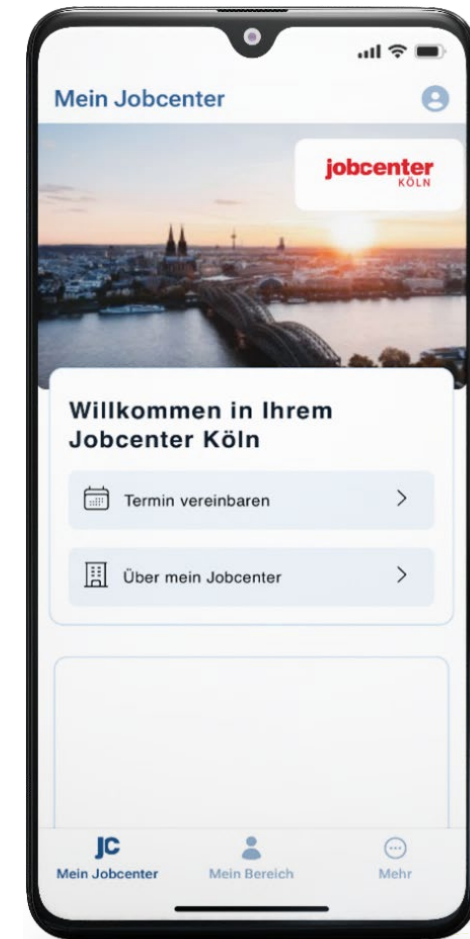 Mein Jobcenter
jobcenter
KÖLN
Willkommen in Ihrem
Jobcenter Köln
Termin vereinbaren
Über mein Jobcenter
JC
Mein Jobcenter
Mein Bereich
Mehr